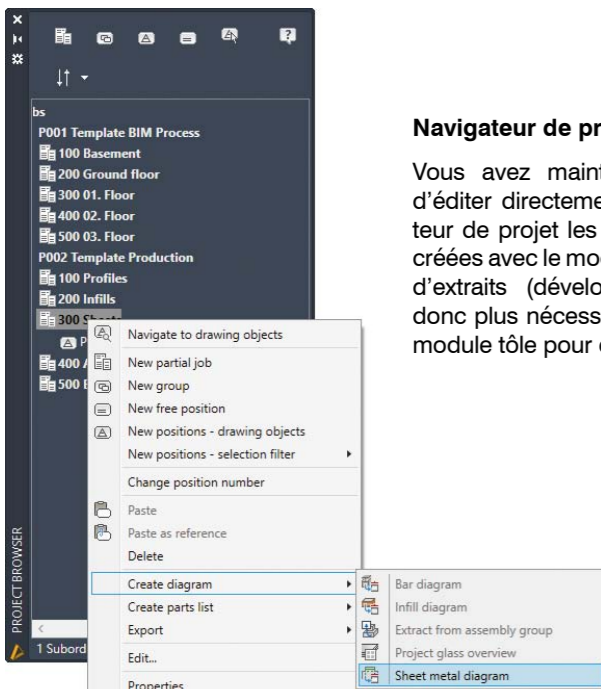 bs
P001 Template BIM Process
100 Basement
200 Ground floor
300 01. Floor
400 02. Floor
500 03. Floor
P002 Template Production
100 Profiles
200 Infills
300 Sheets
P
400
500
PROJECT BROWSER
1 Subord
Navigate to drawing objects
New partial job
New group
New free position
New positions - drawing objects
New positions - selection filter
Change position number
Paste
Paste as reference
Delete
Create diagram
Create parts list
Export
Edit...
Properties
Bar diagram
Infill diagram
Extract from assembly group
Project glass overview
Sheet metal diagram
Navigateur de pr
Vous avez maint
d'éditer directeme
teur de projet les
créées avec le mod
d'extraits (dévelo
donc plus nécess
module tôle pour